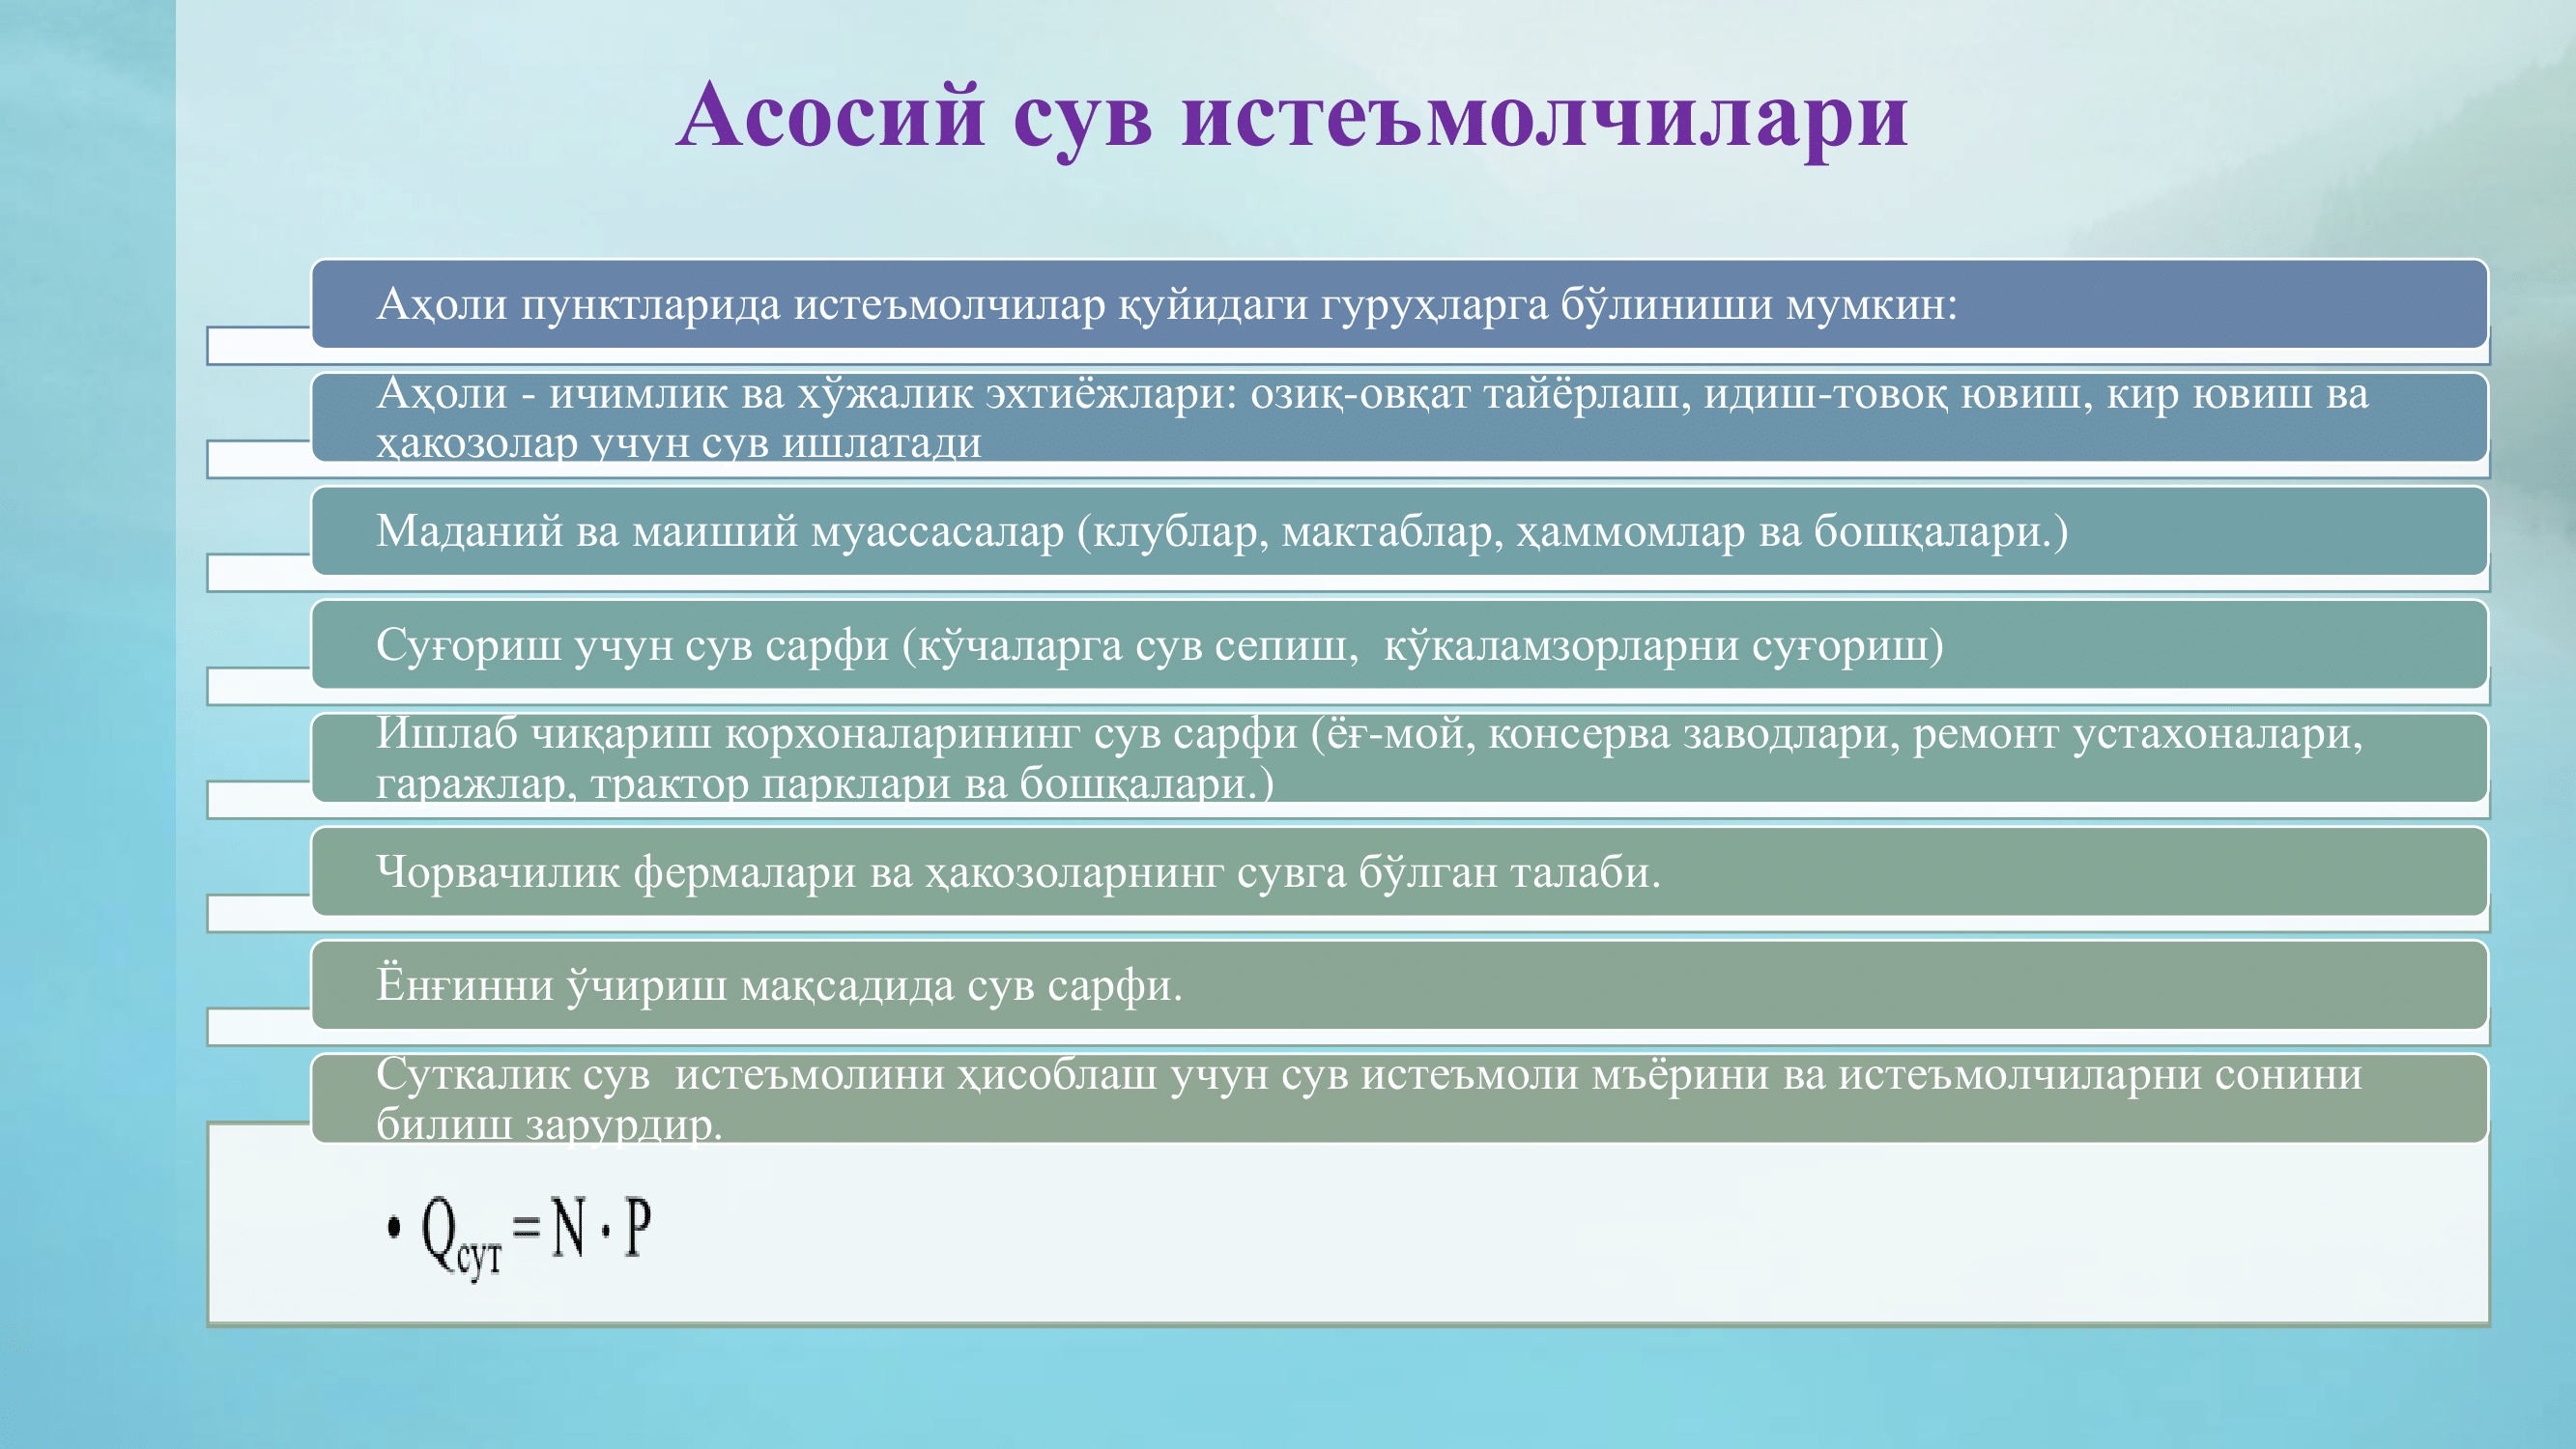 Асосий сув истеъмолчилари
Аҳоли пунктларида истеъмолчилар қуйидаги гуруҳларга бўлиниши мумкин:
Аҳоли - ичимлик ва хўжалик эхтиёжлари: озиқ-овқат тайёрлаш, идиш-товоқ ювиш, кир ювиш ва
ҳакозолар учун сув ишлатади
Маданий ва маиший муассасалар (клублар, мактаблар, ҳаммомлар ва бошқалари.)
Суғориш учун сув сарфи (кўчаларга сув сепиш,  кўкаламзорларни суғориш)
Ишлаб чиқариш корхоналарининг сув сарфи (ёғ-мой, консерва заводлари, ремонт устахоналари,
гаражлар, трактор парклари ва бошқалари.)
Чорвачилик фермалари ва ҳакозоларнинг сувга бўлган талаби.
Ёнғинни ўчириш мақсадида сув сарфи.
Суткалик сув  истеъмолини ҳисоблаш учун сув истеъмоли мъёрини ва истеъмолчиларни сонини
билиш зарурдир.
• Qсут = N · P